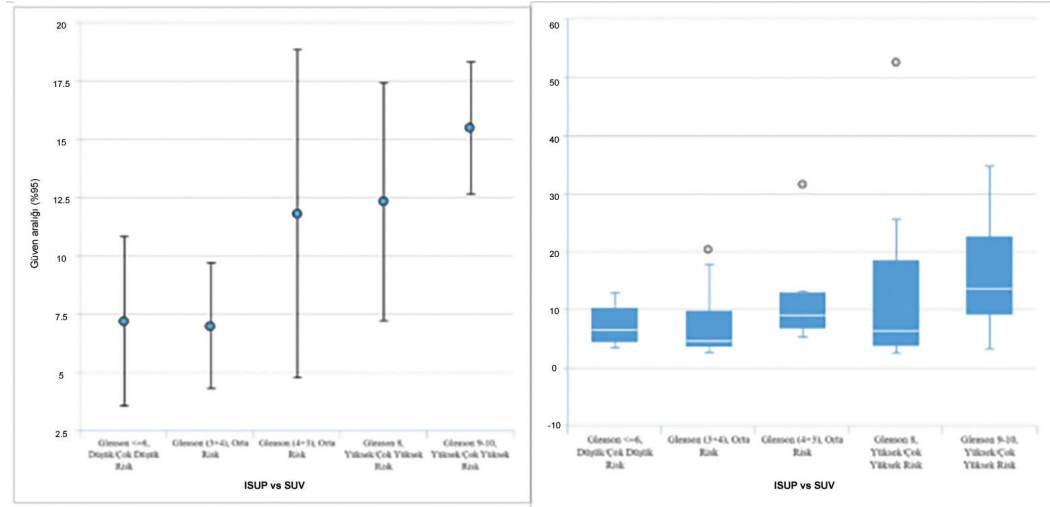 20
17.5
15
12.5
10
7.5
5
2.5
Güven aralığı (%95)
Gleason <=6,
Düşük/Çok Düşük
Risk
Gleason (3+4), Orta
Risk
Gleason (4+3), Orta
Risk
Gleason 8,
Yüksek/Çok Yüksek
Risk
Gleason 9-10,
Yüksek/Çok Yüksek
Risk
ISUP vs SUV
60
50
40
30
20
10
0
-10
Gleason <=6,
Düşük/Çok Düşük
Risk
Gleason (3+4), Orta
Risk
Gleason (4+3), Orta
Risk
Gleason 8,
Yüksek/Çok
Yüksek Risk
Gleason 9-10,
Yüksek/Çok
Yüksek Risk
ISUP vs SUV